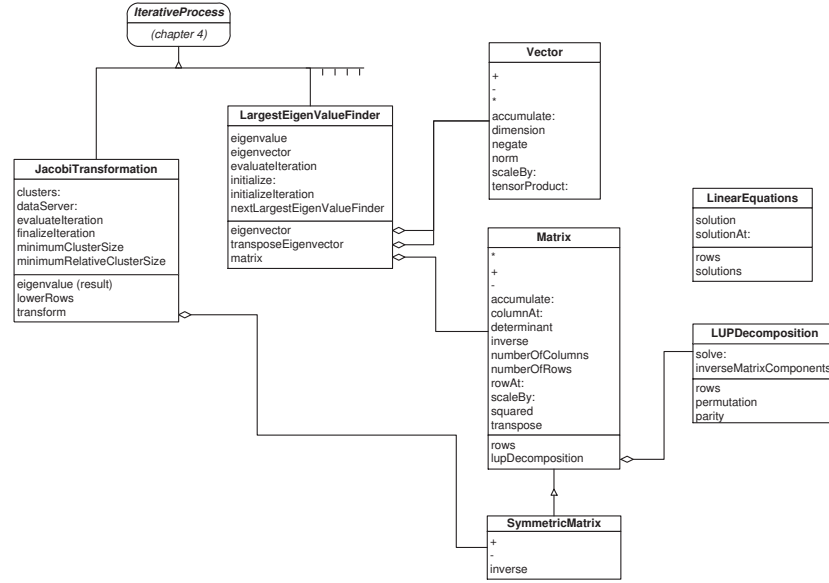 IterativeProcess
(chapter 4)
Vector
+
-
*
accumulate:
dimension
negate
norm
scaleBy:
tensorProduct:
LargestEigenValueFinder
eigenvalue
eigenvector
evaluateIteration
initialize:
initializeIteration
nextLargestEigenValueFinder
eigenvector
transposeEigenvector
matrix
JacobiTransformation
clusters:
dataServer:
evaluateIteration
finalizeIteration
minimumClusterSize
minimumRelativeClusterSize
eigenvalue (result)
lowerRows
transform
LinearEquations
solution
solutionAt:
rows
solutions
Matrix
*
+
-
accumulate:
columnAt:
determinant
inverse
numberOfColumns
numberOfRows
rowAt:
scaleBy:
squared
transpose
rows
lupDecomposition
LUPDecomposition
solve:
inverseMatrixComponents
rows
permutation
parity
SymmetricMatrix
+
-
inverse